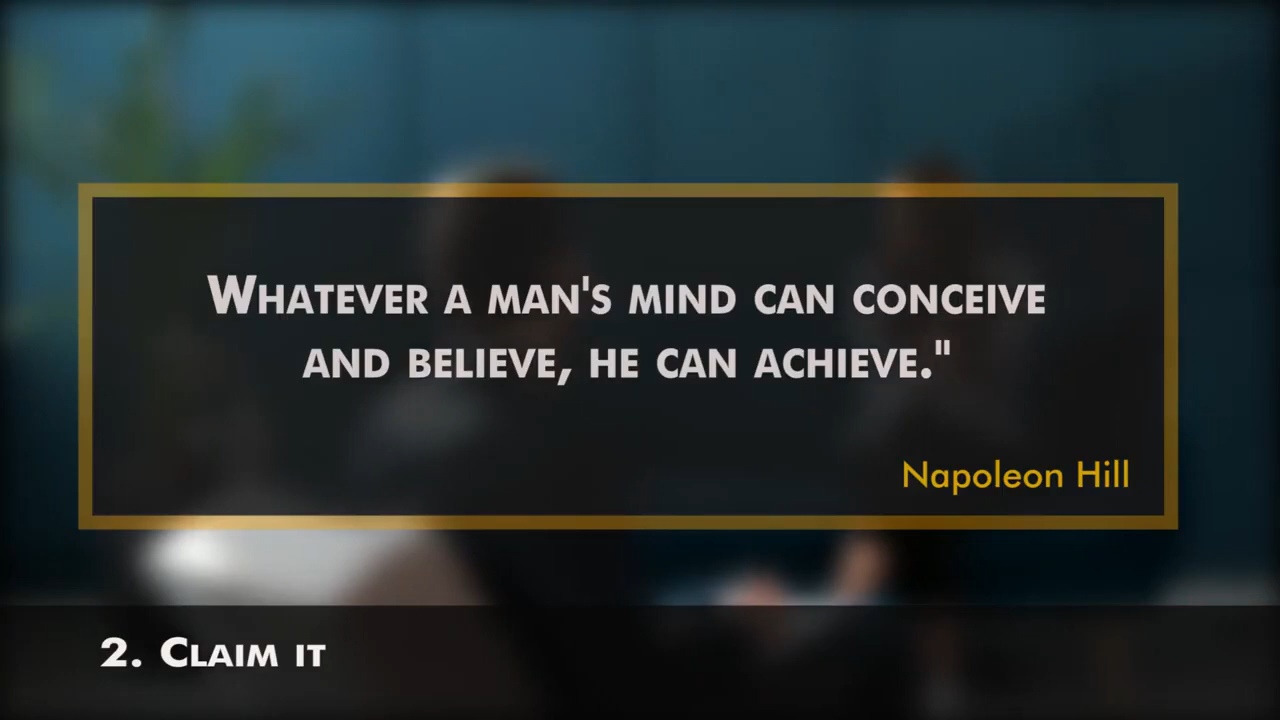 Whatever a man's mind can conceive
and believe, he can achieve."
Napoleon Hill
2. Claim it